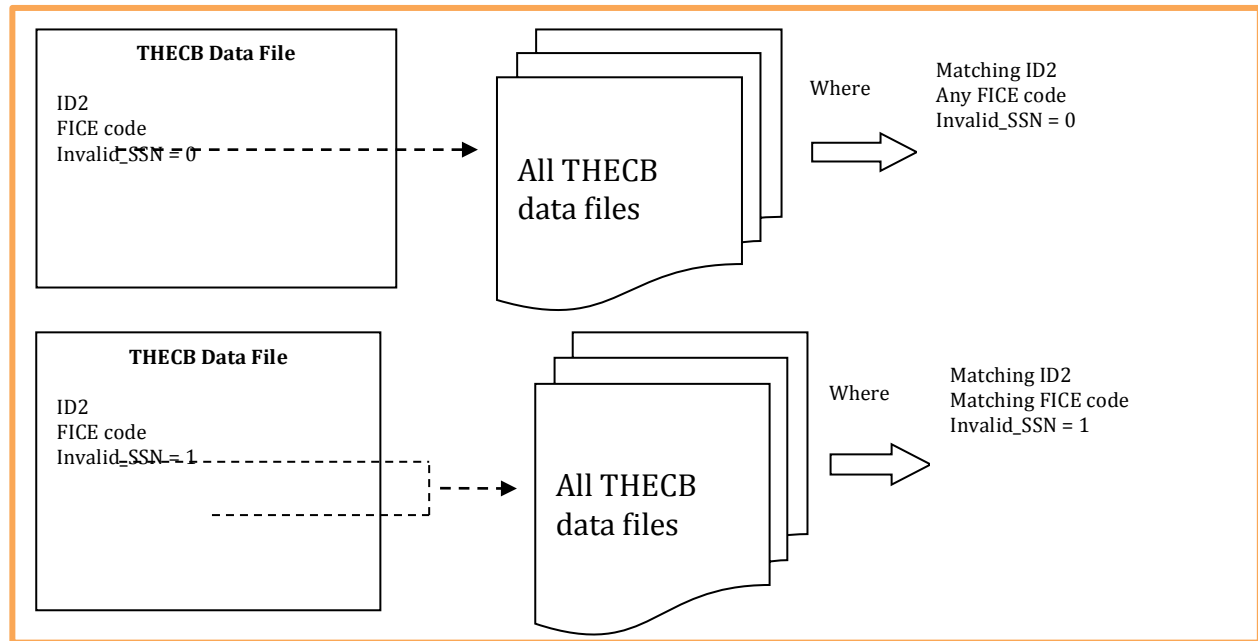 THECB Data File
ID2
FICE code
Invalid_SSN = 0
All THECB
data files
Where
Matching ID2
Any FICE code
Invalid_SSN = 0
THECB Data File
ID2
FICE code
Invalid_SSN = 1
All THECB
data files
Where
Matching ID2
Matching FICE code
Invalid_SSN = 1